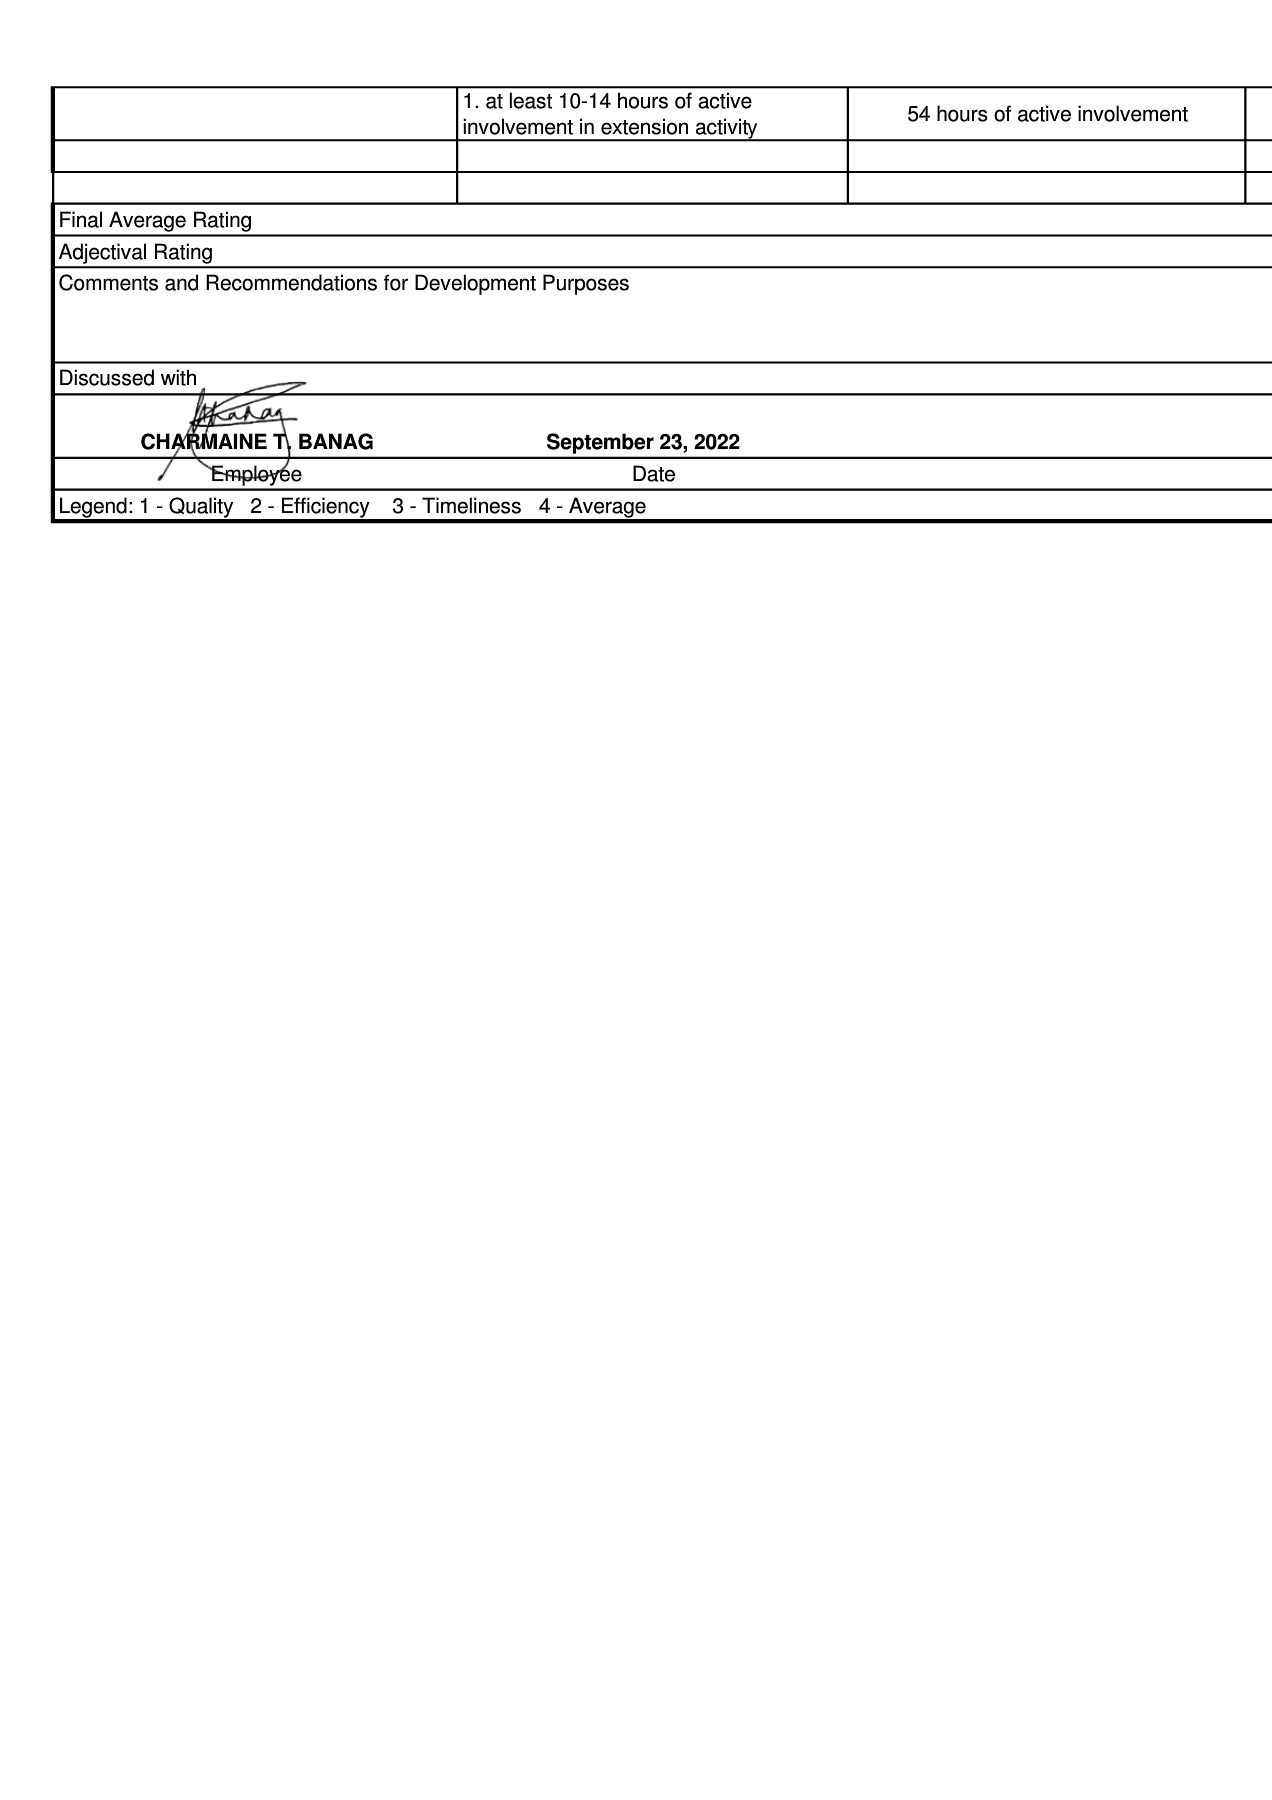 1. at least 10-14 hours of active
involvement in extension activity
54 hours of active involvement
Final Average Rating
Adjectival Rating
Comments and Recommendations for Development Purposes
Discussed with
CHARMAINE T. BANAG
September 23, 2022
Employee
Date
Legend: 1 - Quality 2 - Efficiency 3 - Timeliness 4 - Average